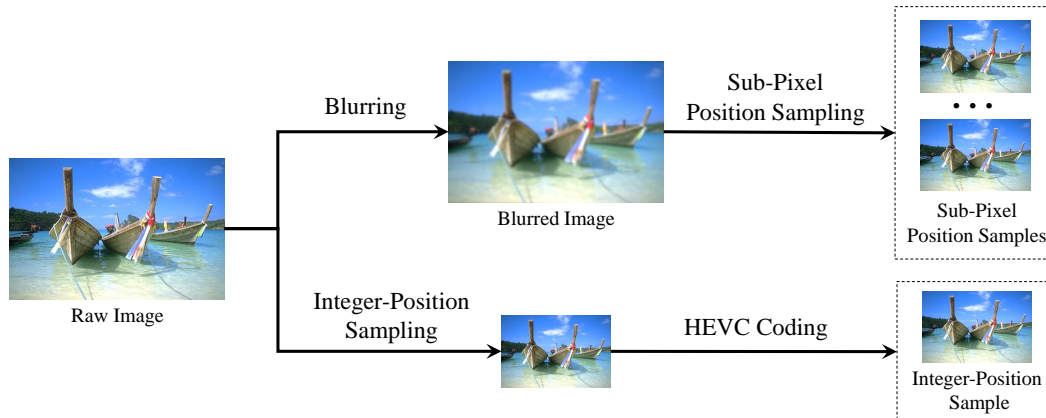 Raw Image
Blurring
Blurred Image
Sub-Pixel
Position Sampling
Sub-Pixel
Position Samples
Integer-Position
Sampling
HEVC Coding
Integer-Position
Sample